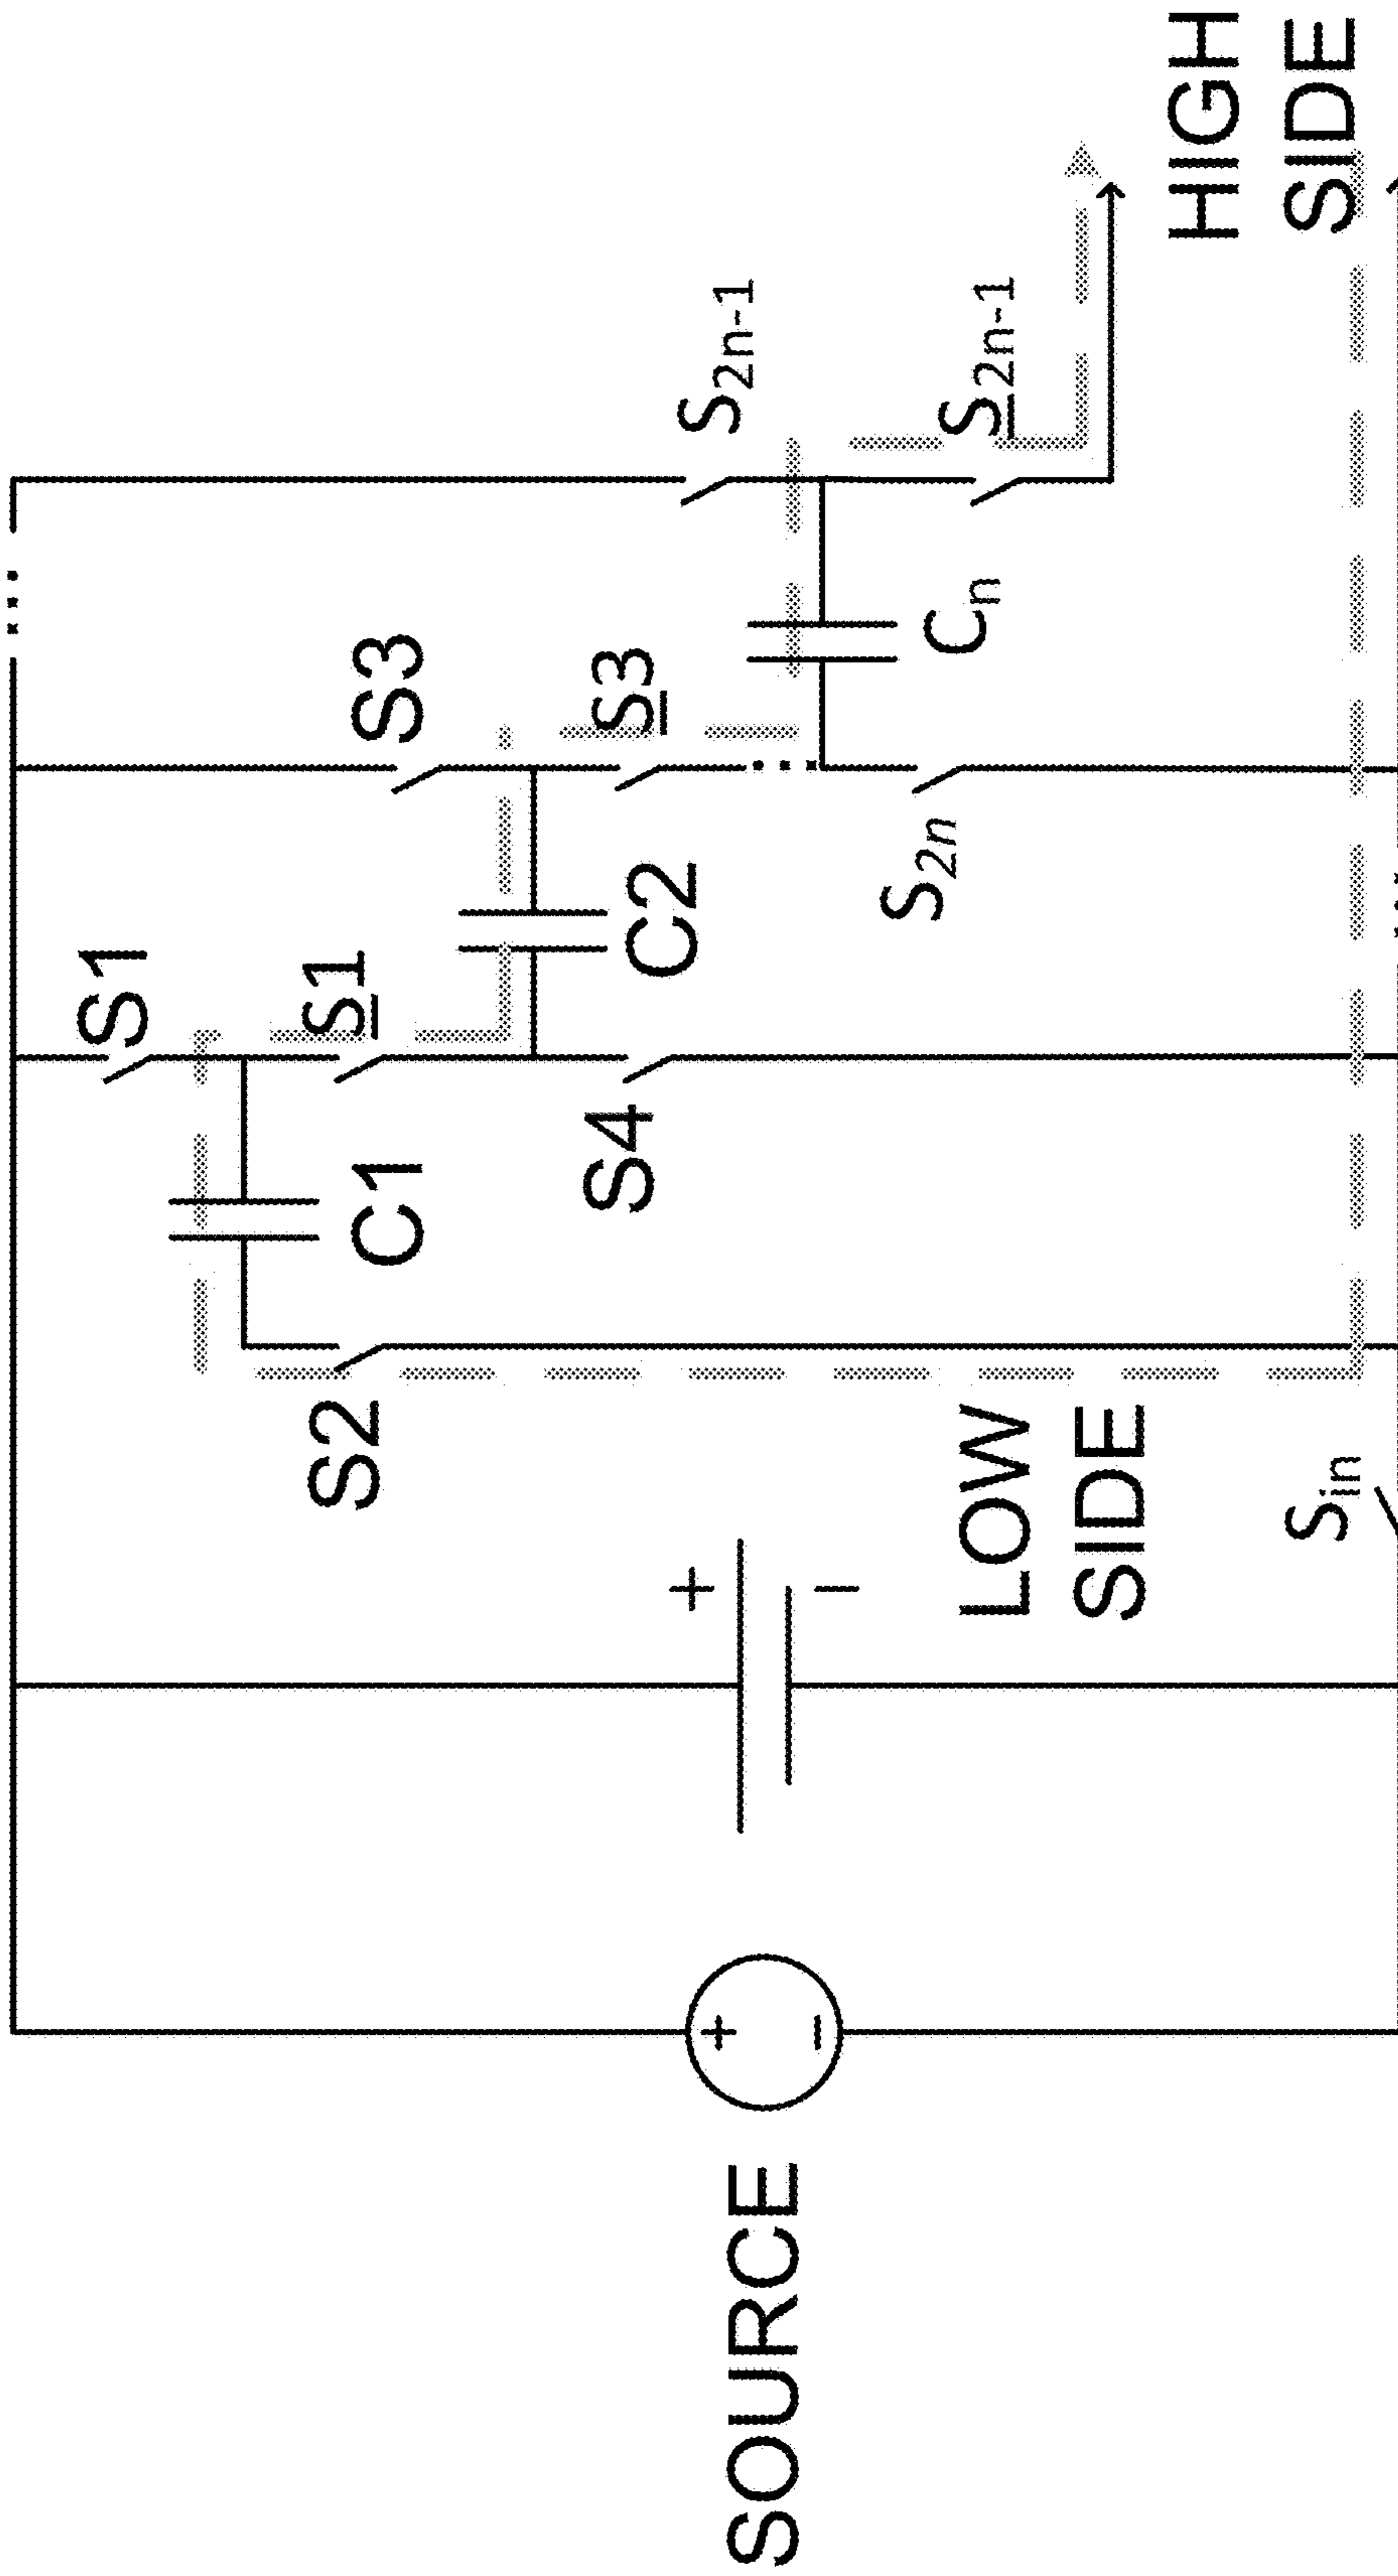 SOURCE
+
−
+
−
LOW
SIDE
S2
C1
S1
S1
S4
C2
S3
S3
S2n
Cn
S2n-1
S2n-1
Sin
HIGH
SIDE